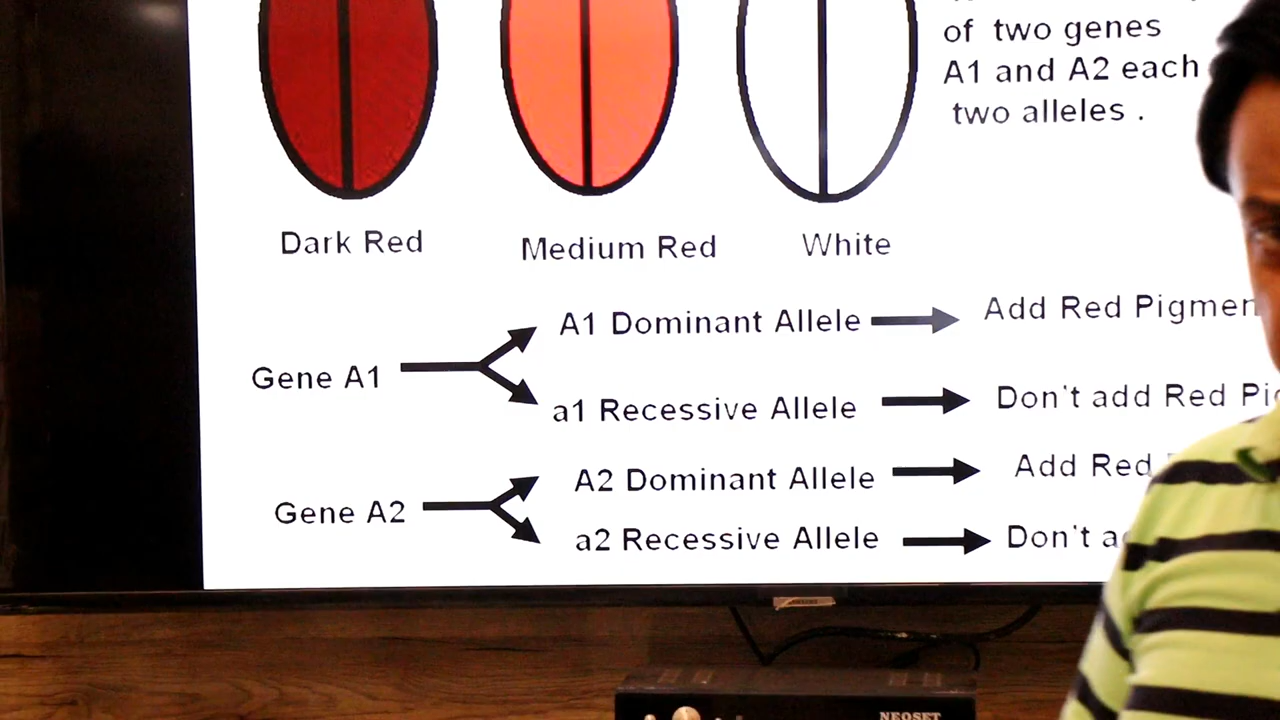 of two genes
A1 and A2 each
two alleles .
Dark Red
Medium Red
White
A1 Dominant Allele
Add Red Pigmen
Gene A1
a1 Recessive Allele
Don't add Red Pi
A2 Dominant Allele
Add Red
Gene A2
a2 Recessive Allele
Don't a
NEOSET